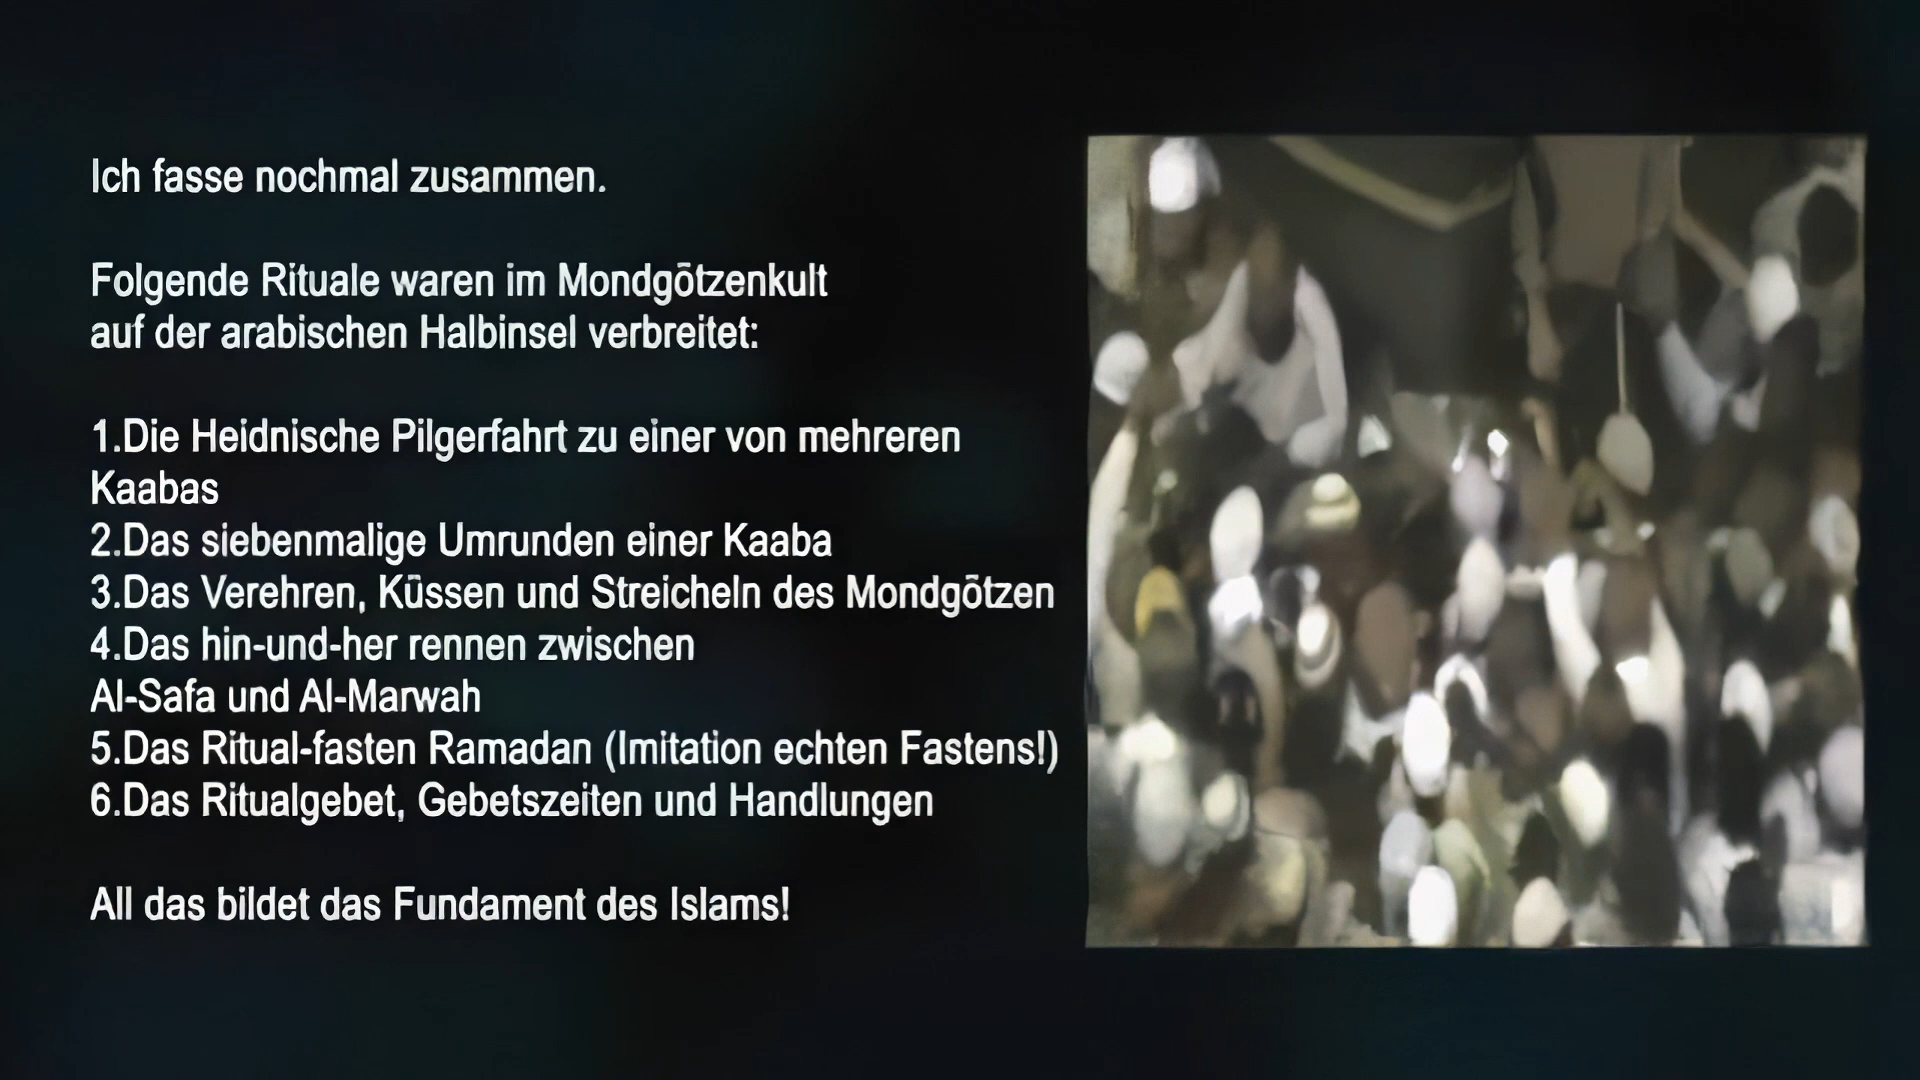 Ich fasse nochmal zusammen.
Folgende Rituale waren im Mondgötzenkult
auf der arabischen Halbinsel verbreitet:
1.Die Heidnische Pilgerfahrt zu einer von mehreren
Kaabas
2.Das siebenmalige Umrunden einer Kaaba
3.Das Verehren, Küssen und Streicheln des Mondgötzen
4.Das hin-und-her rennen zwischen
Al-Safa und Al-Marwah
5.Das Ritual-fasten Ramadan (Imitation echten Fastens!)
6.Das Ritualgebet, Gebetszeiten und Handlungen
All das bildet das Fundament des Islams!